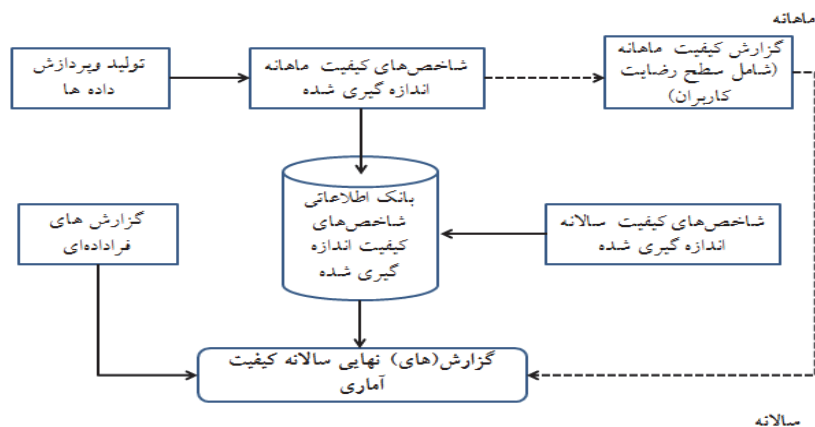 ماهانه
گزارش کیفیت ماهانه
(شامل سطح رضایت
کاربران)
شاخص‌های کیفیت ماهانه
اندازه گیری شده
تولید وپردازش
داده ها
بانک اطلاعاتی
شاخص‌های
کیفیت اندازه
گیری شده
شاخص‌های کیفیت سالانه
اندازه گیری شده
گزارش های
فراداده‌ای
گزارش(های) نهایی سالانه کیفیت
آماری
سالانه